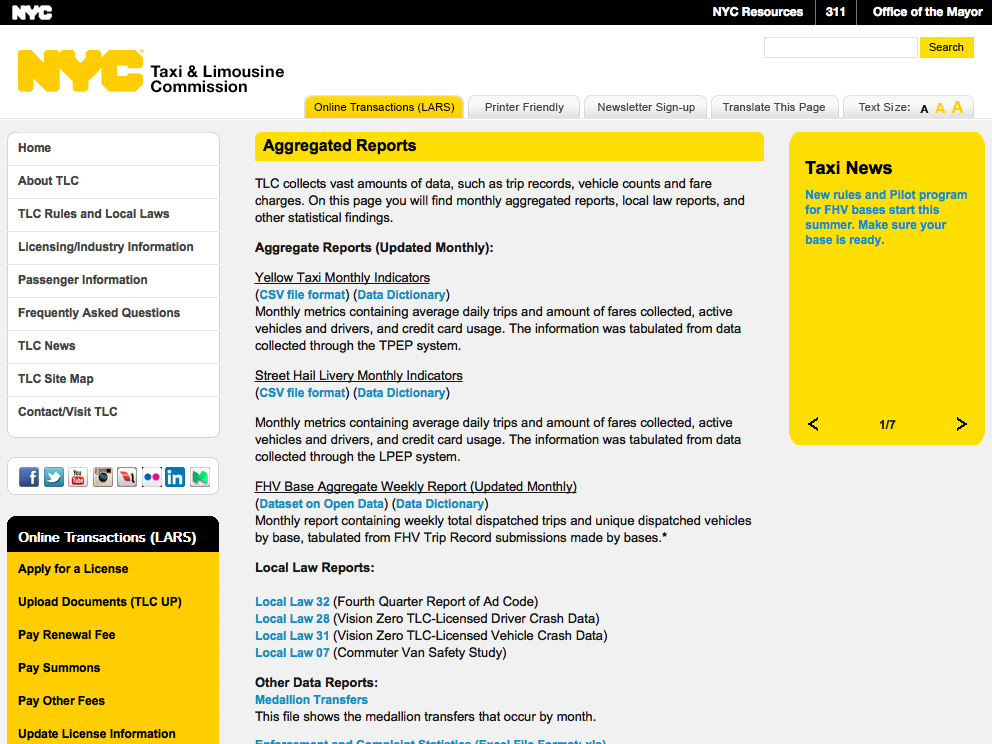 NYC
NYC Resources
311
Office of the Mayor
NYC Taxi & Limousine
Commission
Search
Online Transactions (LARS)
Printer Friendly
Newsletter Sign-up
Translate This Page
Text Size: A A A
Home
About TLC
TLC Rules and Local Laws
Licensing/Industry Information
Passenger Information
Frequently Asked Questions
TLC News
TLC Site Map
Contact/Visit TLC
f
You
Tube
in
Online Transactions (LARS)
Apply for a License
Upload Documents (TLC UP)
Pay Renewal Fee
Pay Summons
Pay Other Fees
Update License Information
Aggregated Reports
TLC collects vast amounts of data, such as trip records, vehicle counts and fare
charges. On this page you will find monthly aggregated reports, local law reports, and
other statistical findings.
Aggregate Reports (Updated Monthly):
Yellow Taxi Monthly Indicators
(CSV file format) (Data Dictionary)
Monthly metrics containing average daily trips and amount of fares collected, active
vehicles and drivers, and credit card usage. The information was tabulated from data
collected through the TPEP system.
Street Hail Livery Monthly Indicators
(CSV file format) (Data Dictionary)
Monthly metrics containing average daily trips and amount of fares collected, active
vehicles and drivers, and credit card usage. The information was tabulated from data
collected through the LPEP system.
FHV Base Aggregate Weekly Report (Updated Monthly)
(Dataset on Open Data) (Data Dictionary)
Monthly report containing weekly total dispatched trips and unique dispatched vehicles
by base, tabulated from FHV Trip Record submissions made by bases.*
Local Law Reports:
Local Law 32 (Fourth Quarter Report of Ad Code)
Local Law 28 (Vision Zero TLC-Licensed Driver Crash Data)
Local Law 31 (Vision Zero TLC-Licensed Vehicle Crash Data)
Local Law 07 (Commuter Van Safety Study)
Other Data Reports:
Medallion Transfers
This file shows the medallion transfers that occur by month.
Enforcement and Complaint Statistics (Excel File Format: xls)
Taxi News
New rules and Pilot program
for FHV bases start this
summer. Make sure your
base is ready.
< 1/7 >